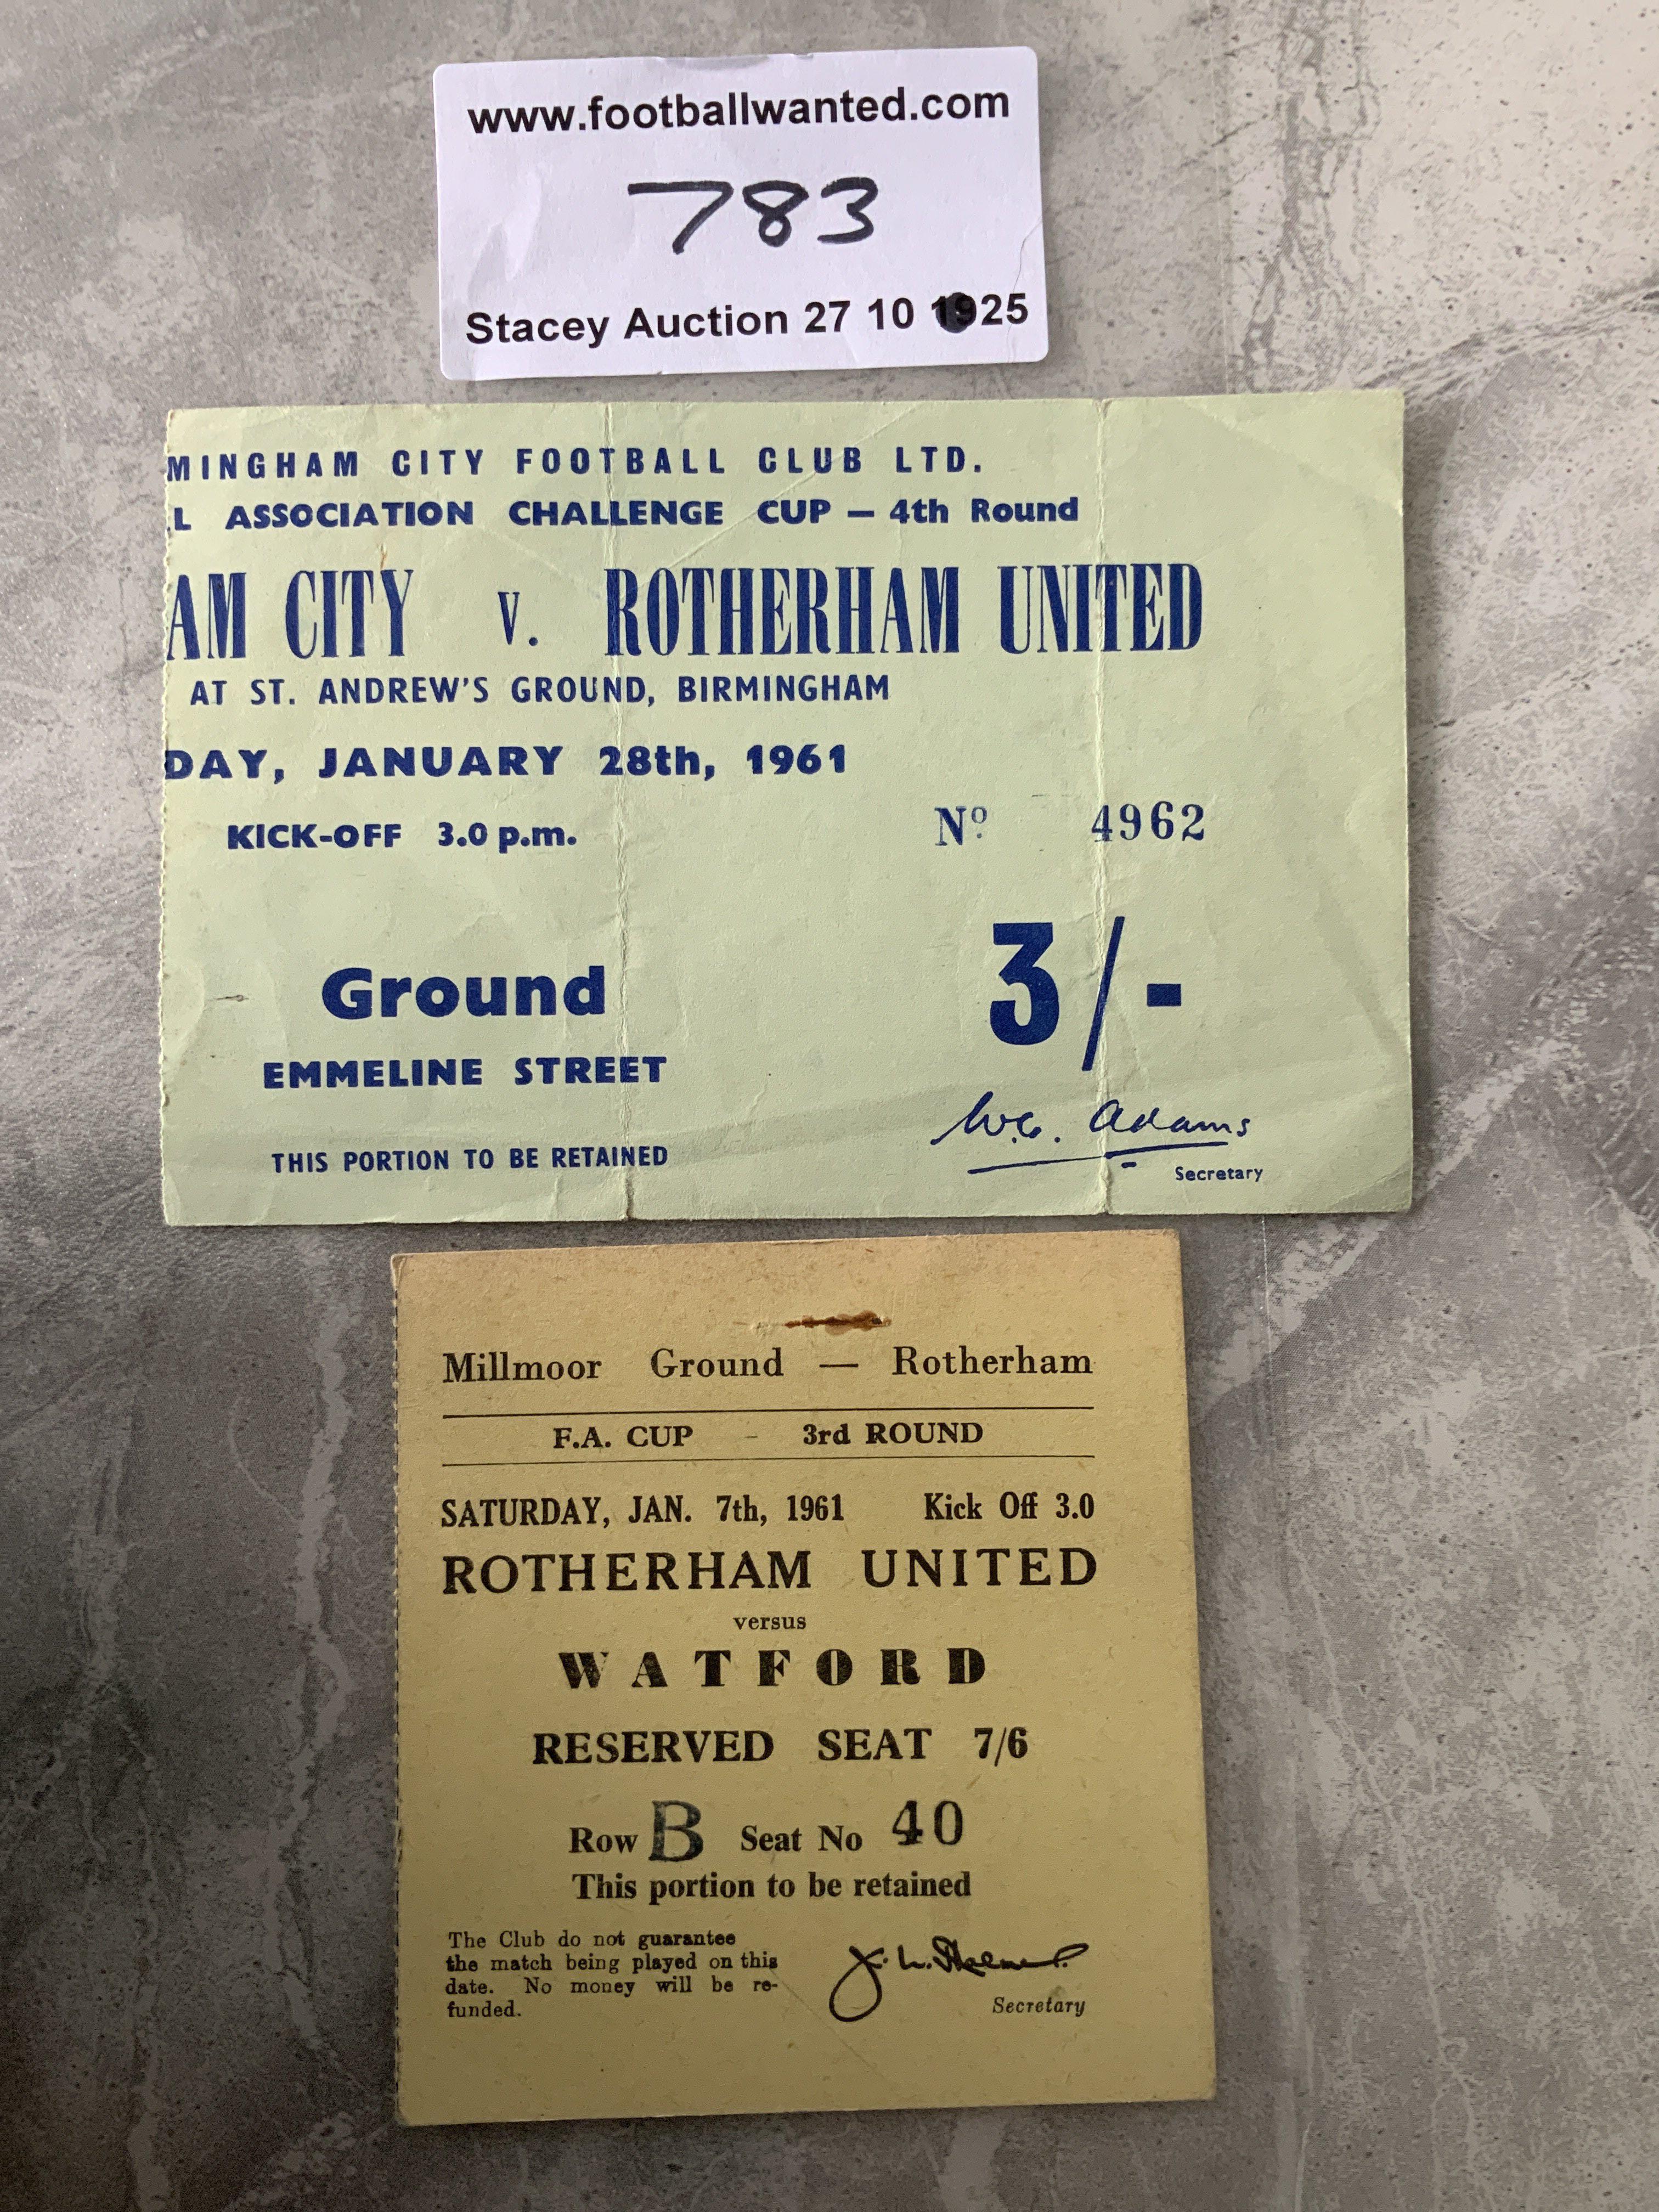 www.footballwanted.com
783
Stacey Auction 27 10 1925
MINGHAM CITY FOOTBALL CLUB LTD.
L ASSOCIATION CHALLENGE CUP — 4th Round
AM CITY v. ROTHERHAM UNITED
AT ST. ANDREW'S GROUND, BIRMINGHAM
DAY, JANUARY 28th, 1961
KICK-OFF 3.0 p.m.
Nº 4962
Ground
3/-
EMMELINE STREET
W.G. Adams
THIS PORTION TO BE RETAINED
Secretary
Millmoor Ground — Rotherham
F.A. CUP - 3rd ROUND
SATURDAY, JAN. 7th, 1961 Kick Off 3.0
ROTHERHAM UNITED
versus
WATFORD
RESERVED SEAT 7/6
Row B Seat No 40
This portion to be retained
The Club do not guarantee
the match being played on this
date. No money will be re-
funded.
Secretary